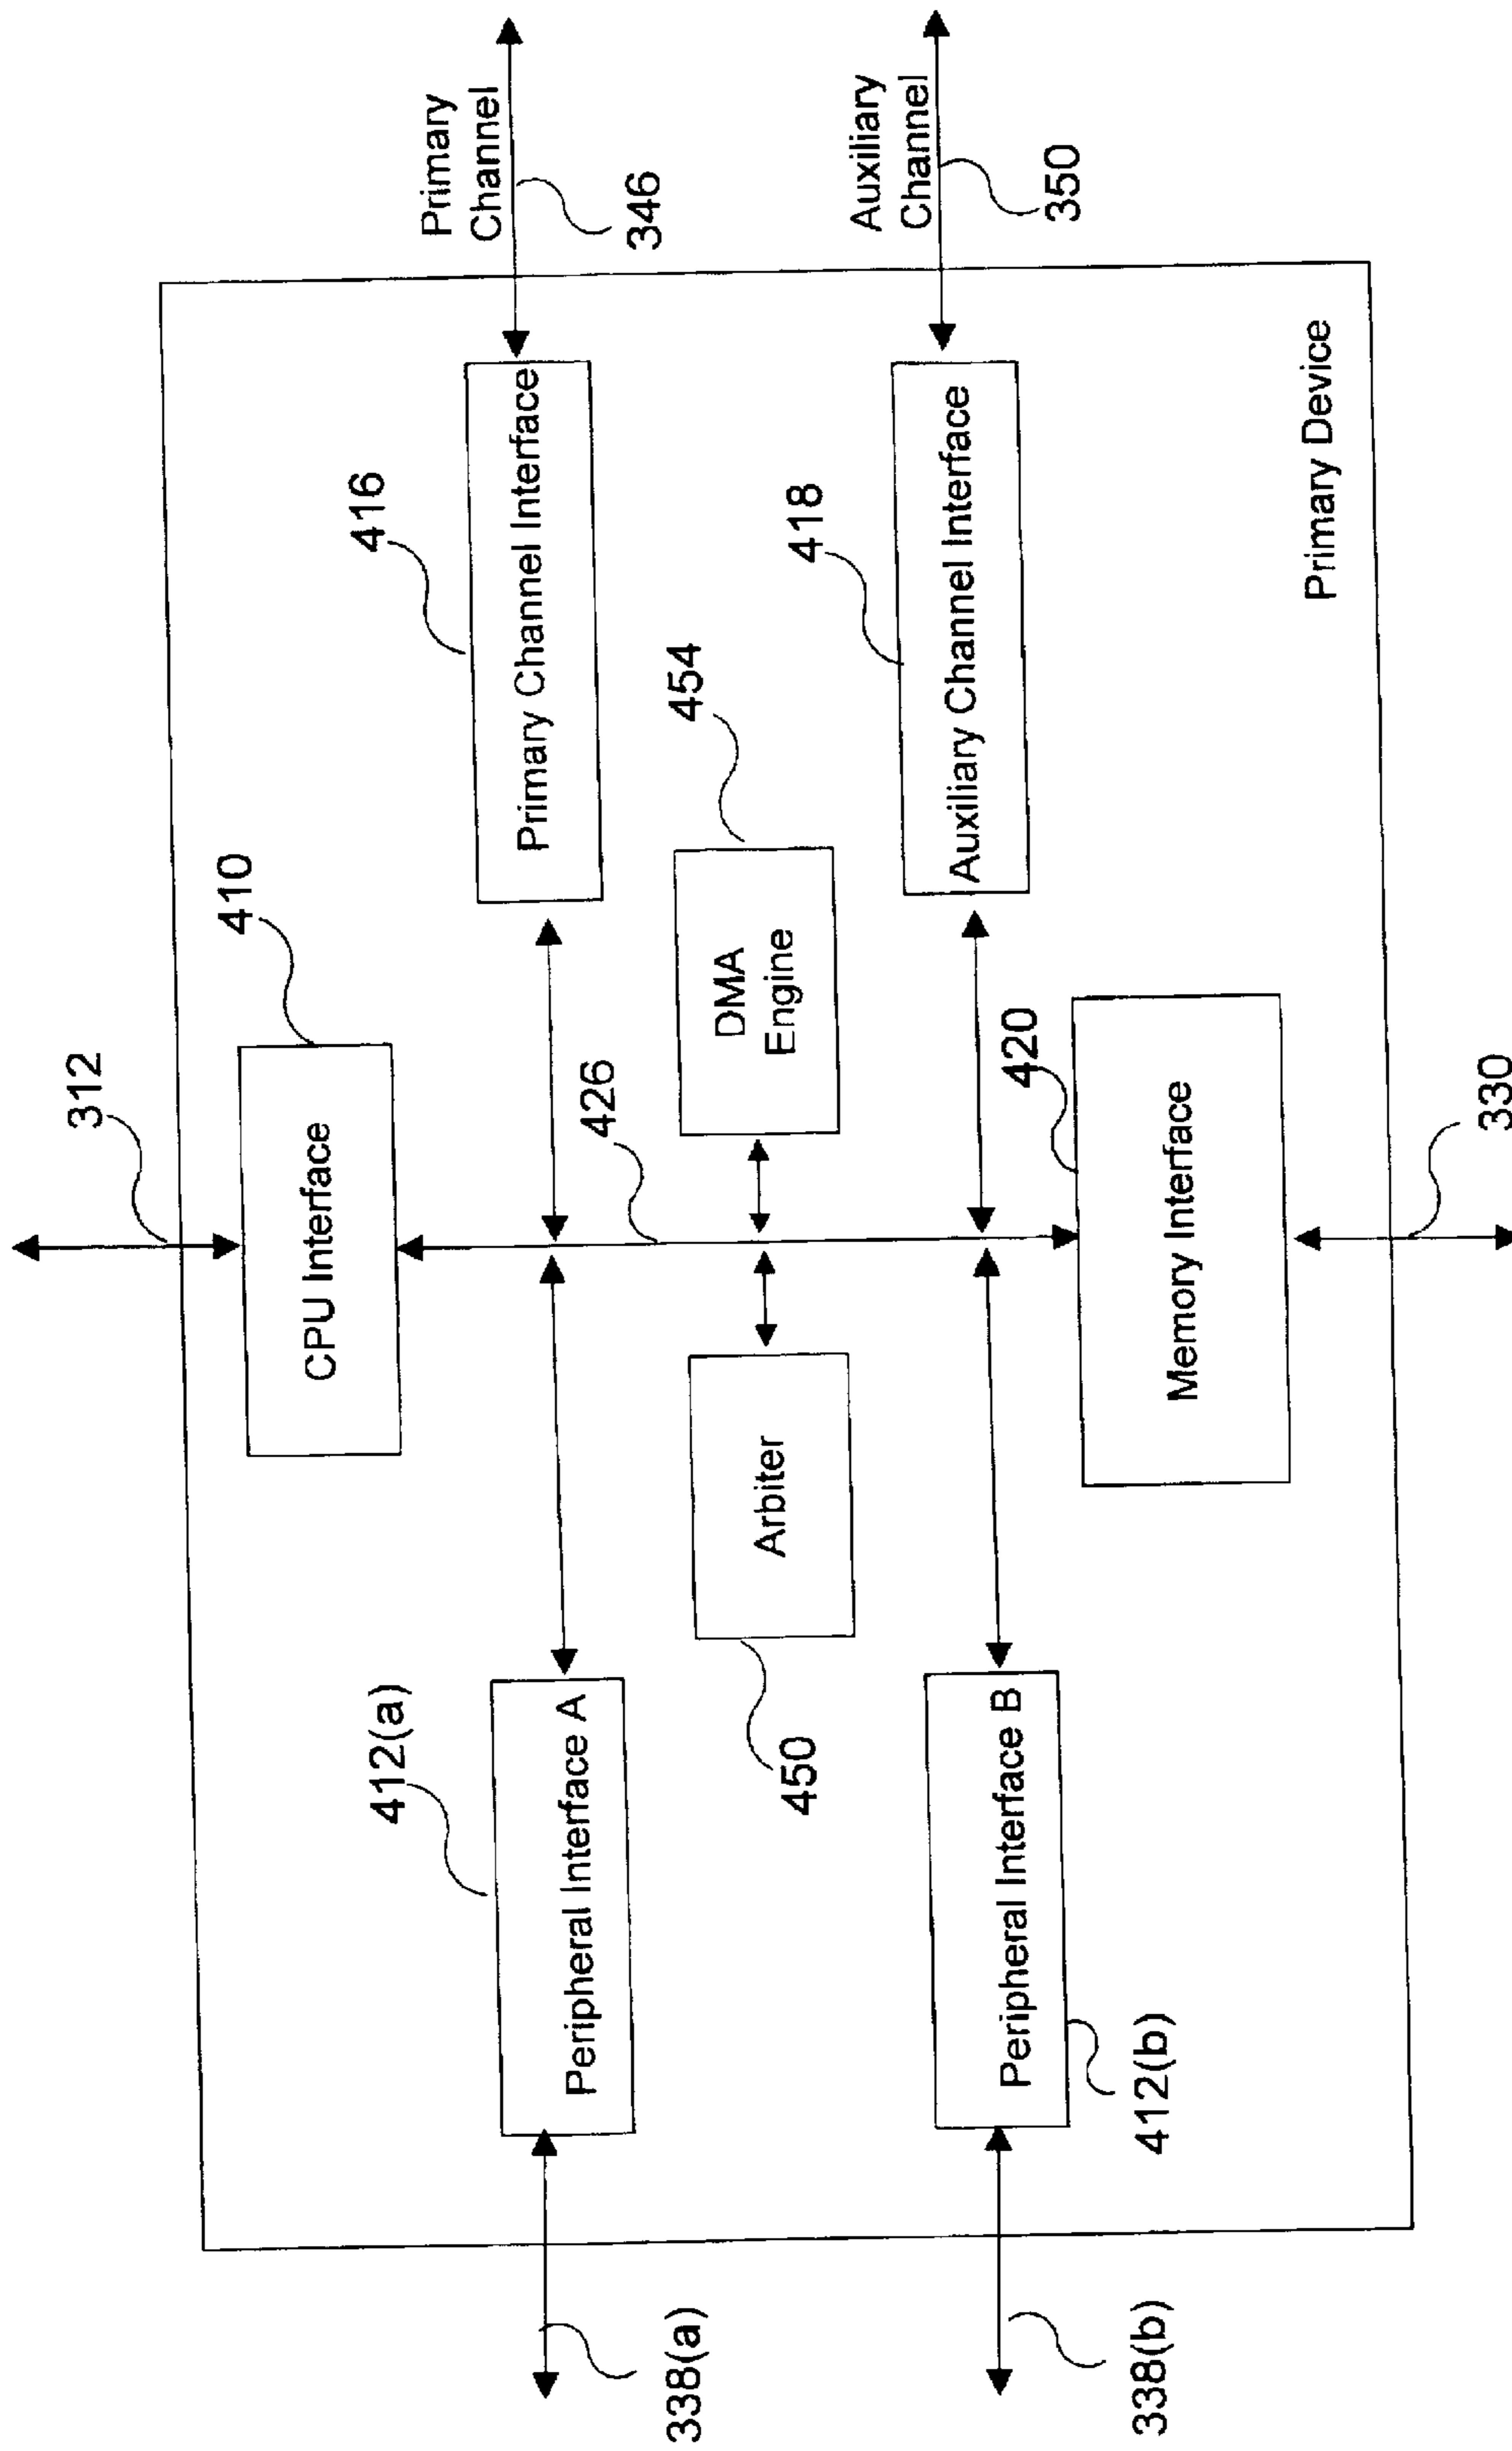 312
CPU Interface
410
Primary
Channel
346
416
Primary Channel Interface
412(a)
Peripheral Interface A
338(a)
426
454
DMA
Engine
Arbiter
450
Auxiliary
Channel
350
418
Auxiliary Channel Interface
Peripheral Interface B
412(b)
338(b)
420
Memory Interface
330
Primary Device